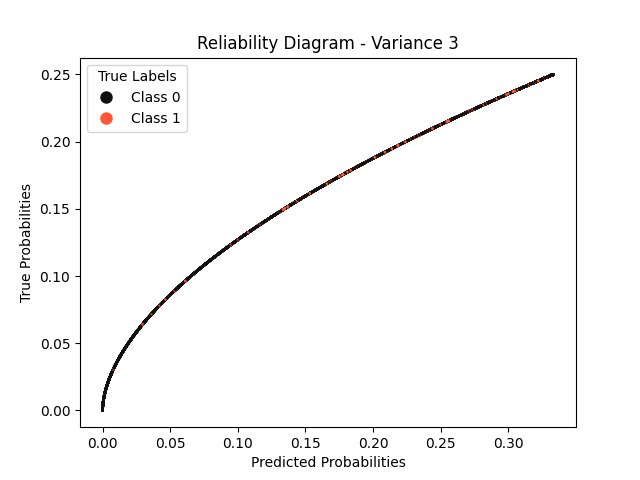 Reliability Diagram - Variance 3
True Labels
Class 0
Class 1
True Probabilities
0.25
0.20
0.15
0.10
0.05
0.00
0.00 0.05 0.10 0.15 0.20 0.25 0.30
Predicted Probabilities